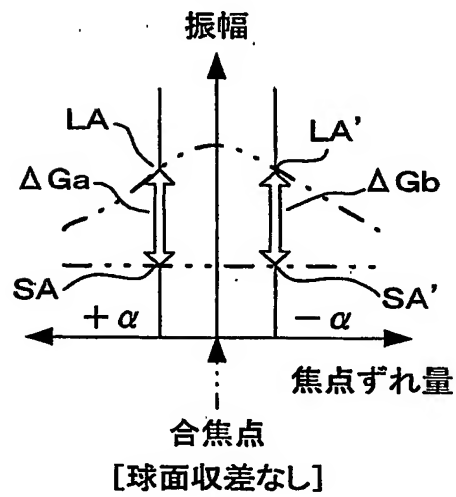 振幅
LA
LA'
ΔGa
ΔGb
SA
SA'
+α
-α
焦点ずれ量
合焦点
[球面収差なし]